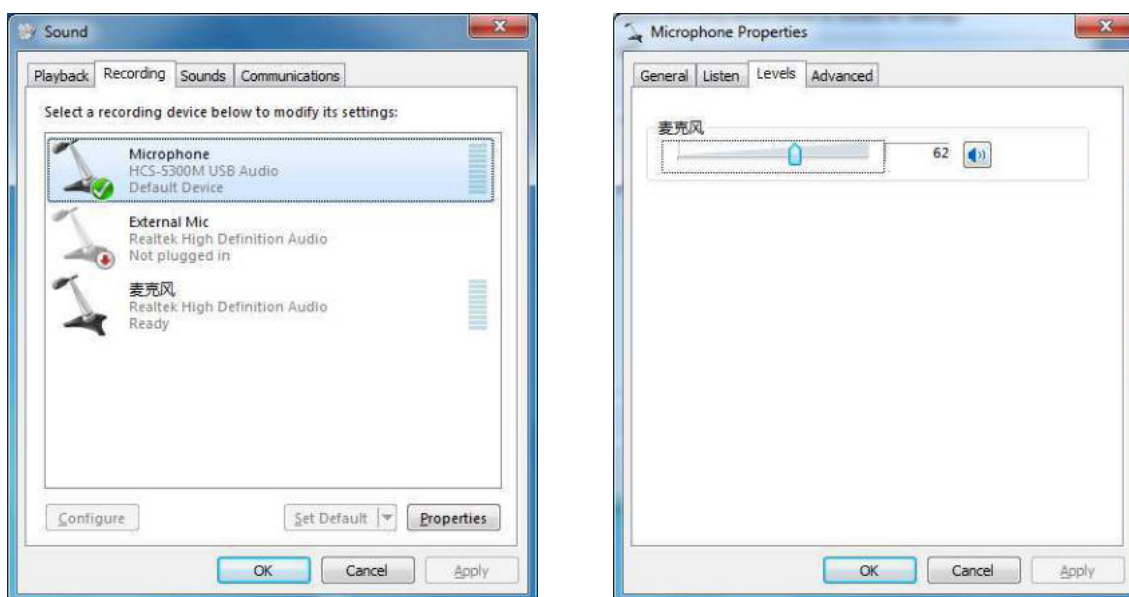 Sound
Playback Recording Sounds Communications
Select a recording device below to modify its settings:
Microphone
HCS-5300M USB Audio
Default Device
External Mic
Realtek High Definition Audio
Not plugged in
麦克风
Realtek High Definition Audio
Ready
Configure Set Default Properties
OK Cancel Apply
Microphone Properties
General Listen Levels Advanced
麦克风
62
OK Cancel Apply